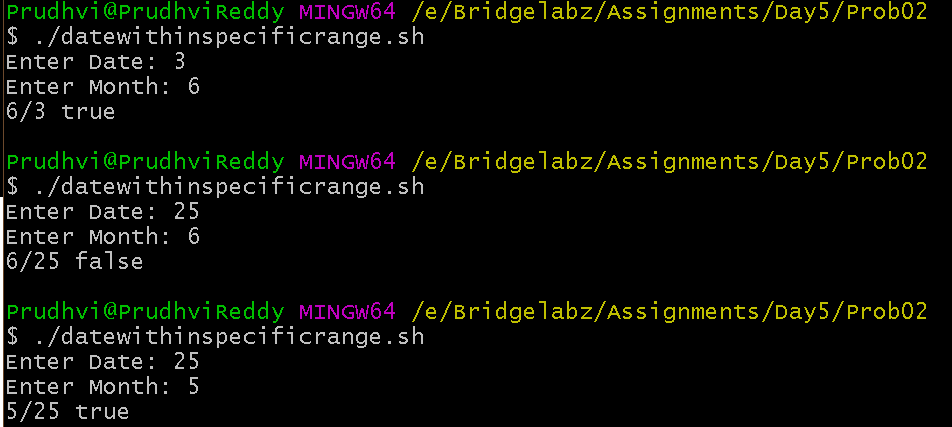 Prudhvi@PrudhviReddy MINGW64 /e/Bridgelabz/Assignments/Day5/Prob02
$ ./datewithinspecificrange.sh
Enter Date: 3
Enter Month: 6
6/3 true
Prudhvi@PrudhviReddy MINGW64 /e/Bridgelabz/Assignments/Day5/Prob02
$ ./datewithinspecificrange.sh
Enter Date: 25
Enter Month: 6
6/25 false
Prudhvi@PrudhviReddy MINGW64 /e/Bridgelabz/Assignments/Day5/Prob02
$ ./datewithinspecificrange.sh
Enter Date: 25
Enter Month: 5
5/25 true